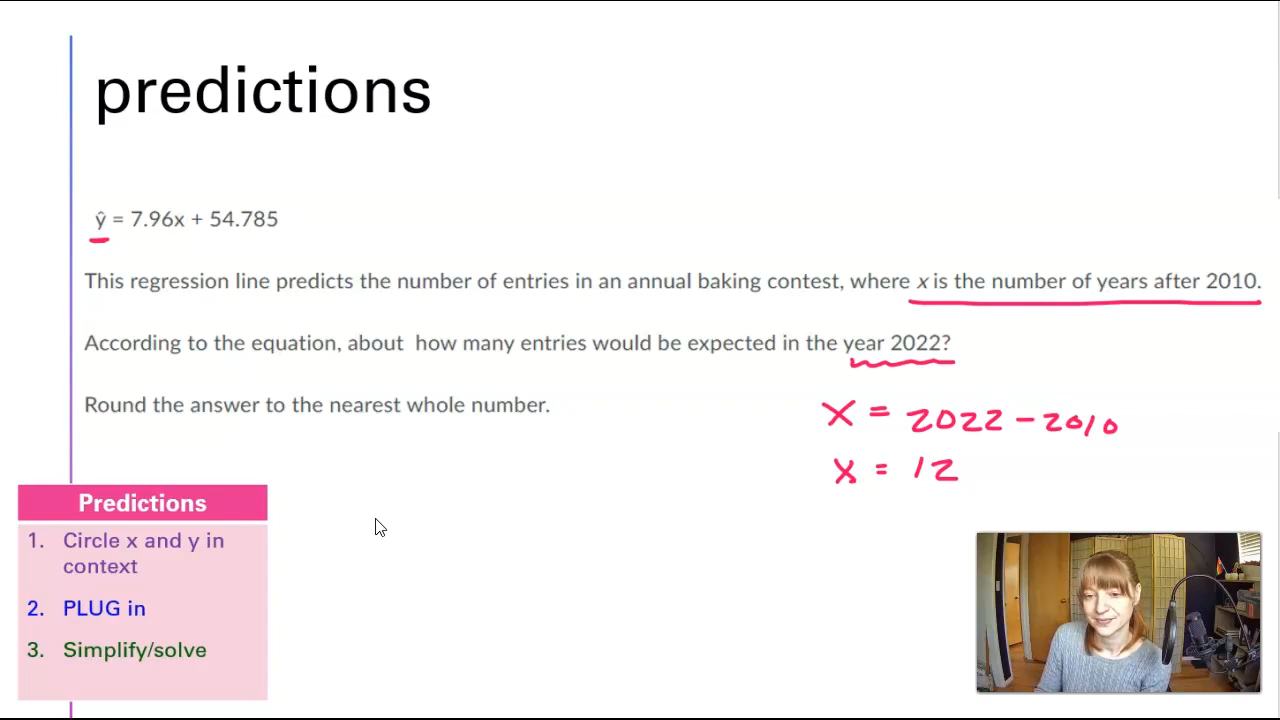 predictions
ŷ = 7.96x + 54.785
This regression line predicts the number of entries in an annual baking contest, where x is the number of years after 2010.
According to the equation, about  how many entries would be expected in the year 2022?
Round the answer to the nearest whole number.
x = 2022 - 2010
x = 12
Predictions
1. Circle x and y in
context
2. PLUG in
3. Simplify/solve